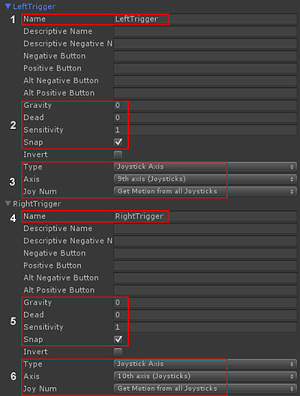 LeftTrigger
1 Name LeftTrigger
Descriptive Name
Descriptive Negative N
Negative Button
Positive Button
Alt Negative Button
Alt Positive Button
Gravity 0
2 Dead 0
Sensitivity 1
Snap
Invert
Type Joystick Axis
3 Axis 9th axis (Joysticks)
Joy Num Get Motion from all Joysticks
RightTrigger
4 Name RightTrigger
Descriptive Name
Descriptive Negative N
Negative Button
Positive Button
Alt Negative Button
Alt Positive Button
Gravity 0
5 Dead 0
Sensitivity 1
Snap
Invert
Type Joystick Axis
6 Axis 10th axis (Joysticks)
Joy Num Get Motion from all Joysticks